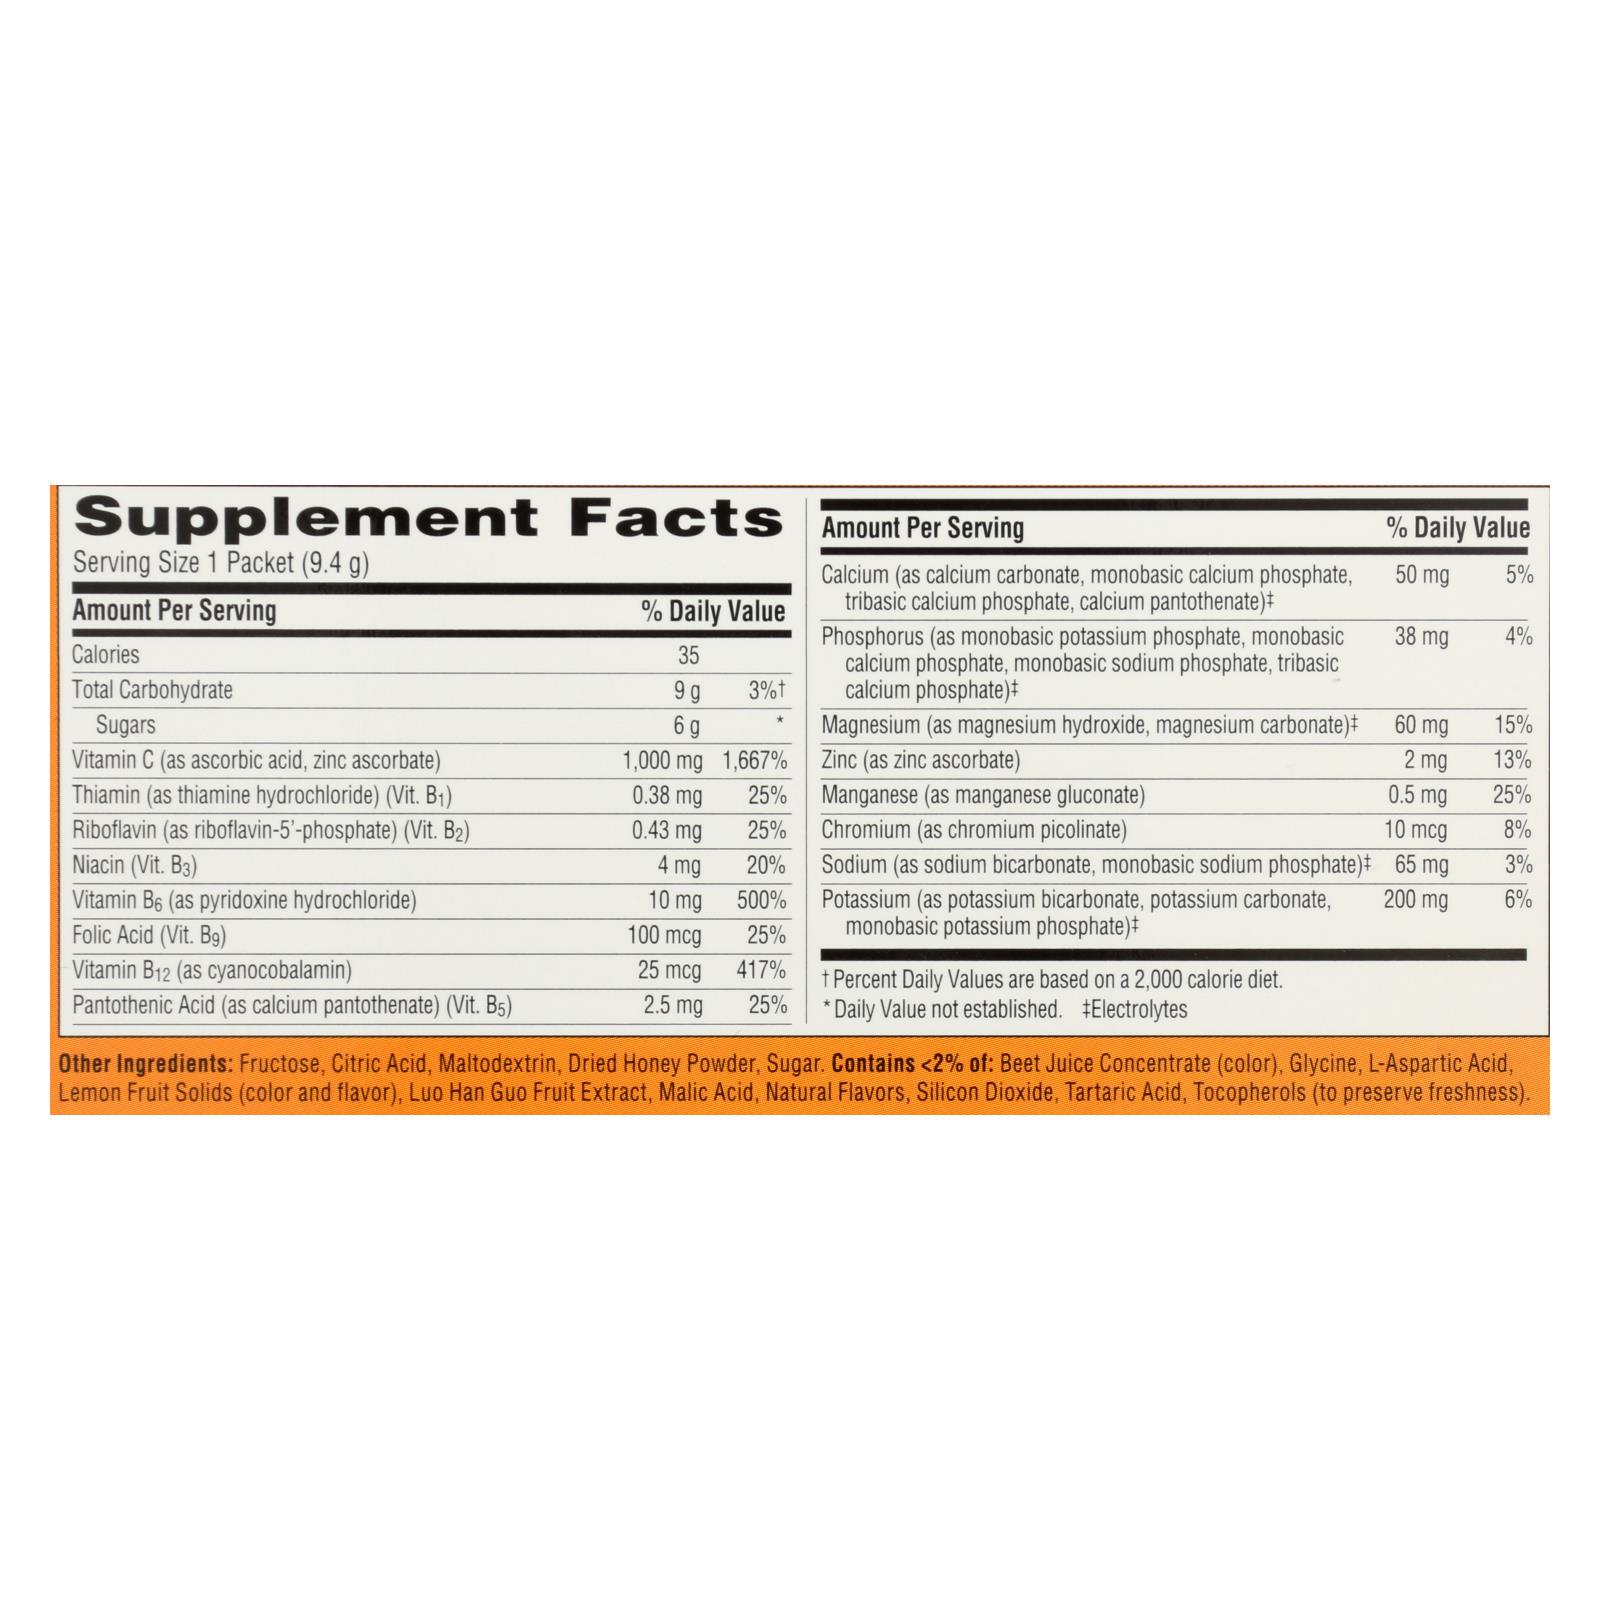 Supplement Facts
Serving Size 1 Packet (9.4 g)
Amount Per Serving % Daily Value
Calories 35
Total Carbohydrate 9 g 3%†
Sugars 6 g *
Vitamin C (as ascorbic acid, zinc ascorbate) 1,000 mg 1,667%
Thiamin (as thiamine hydrochloride) (Vit. B1) 0.38 mg 25%
Riboflavin (as riboflavin-5'-phosphate) (Vit. B2) 0.43 mg 25%
Niacin (Vit. B3) 4 mg 20%
Vitamin B6 (as pyridoxine hydrochloride) 10 mg 500%
Folic Acid (Vit. B9) 100 mcg 25%
Vitamin B12 (as cyanocobalamin) 25 mcg 417%
Pantothenic Acid (as calcium pantothenate) (Vit. B5) 2.5 mg 25%
Amount Per Serving % Daily Value
Calcium (as calcium carbonate, monobasic calcium phosphate, 50 mg 5%
tribasic calcium phosphate, calcium pantothenate)‡
Phosphorus (as monobasic potassium phosphate, monobasic 38 mg 4%
calcium phosphate, monobasic sodium phosphate, tribasic
calcium phosphate)‡
Magnesium (as magnesium hydroxide, magnesium carbonate)‡ 60 mg 15%
Zinc (as zinc ascorbate) 2 mg 13%
Manganese (as manganese gluconate) 0.5 mg 25%
Chromium (as chromium picolinate) 10 mcg 8%
Sodium (as sodium bicarbonate, monobasic sodium phosphate)‡ 65 mg 3%
Potassium (as potassium bicarbonate, potassium carbonate, 200 mg 6%
monobasic potassium phosphate)‡
† Percent Daily Values are based on a 2,000 calorie diet.
* Daily Value not established. ‡Electrolytes
Other Ingredients: Fructose, Citric Acid, Maltodextrin, Dried Honey Powder, Sugar. Contains <2% of: Beet Juice Concentrate (color), Glycine, L-Aspartic Acid,
Lemon Fruit Solids (color and flavor), Luo Han Guo Fruit Extract, Malic Acid, Natural Flavors, Silicon Dioxide, Tartaric Acid, Tocopherols (to preserve freshness).